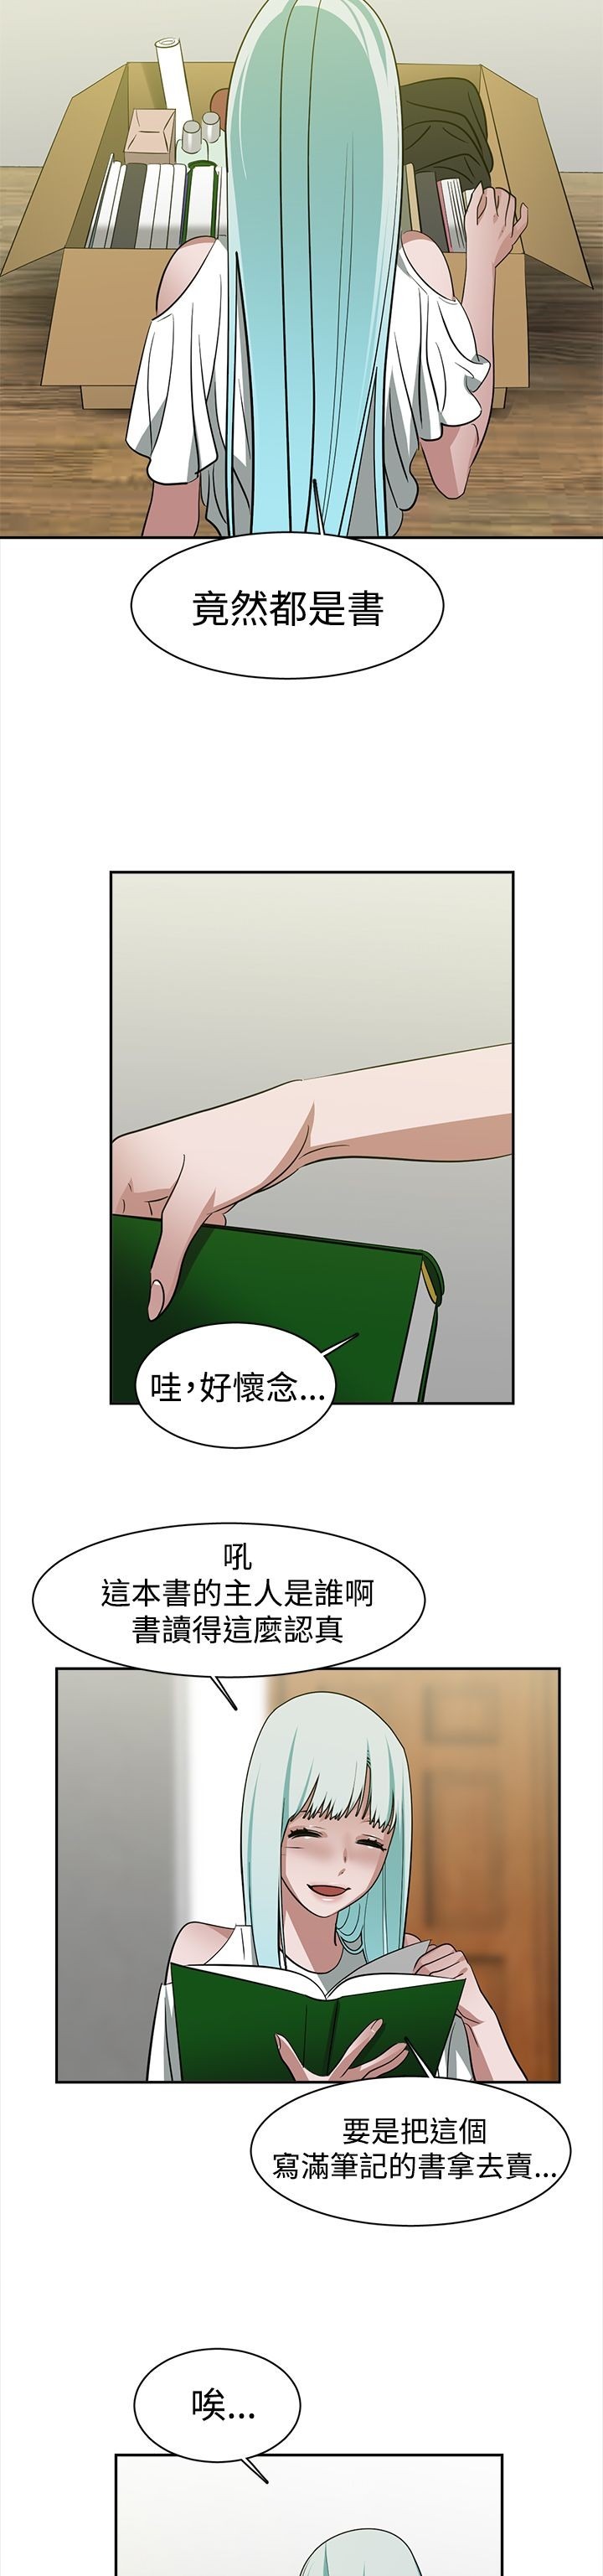 竟然都是書
哇,好懷念...
吼
這本書的主人是誰啊
書讀得這麼認真
要是把這個
寫滿筆記的書拿去賣...
唉...